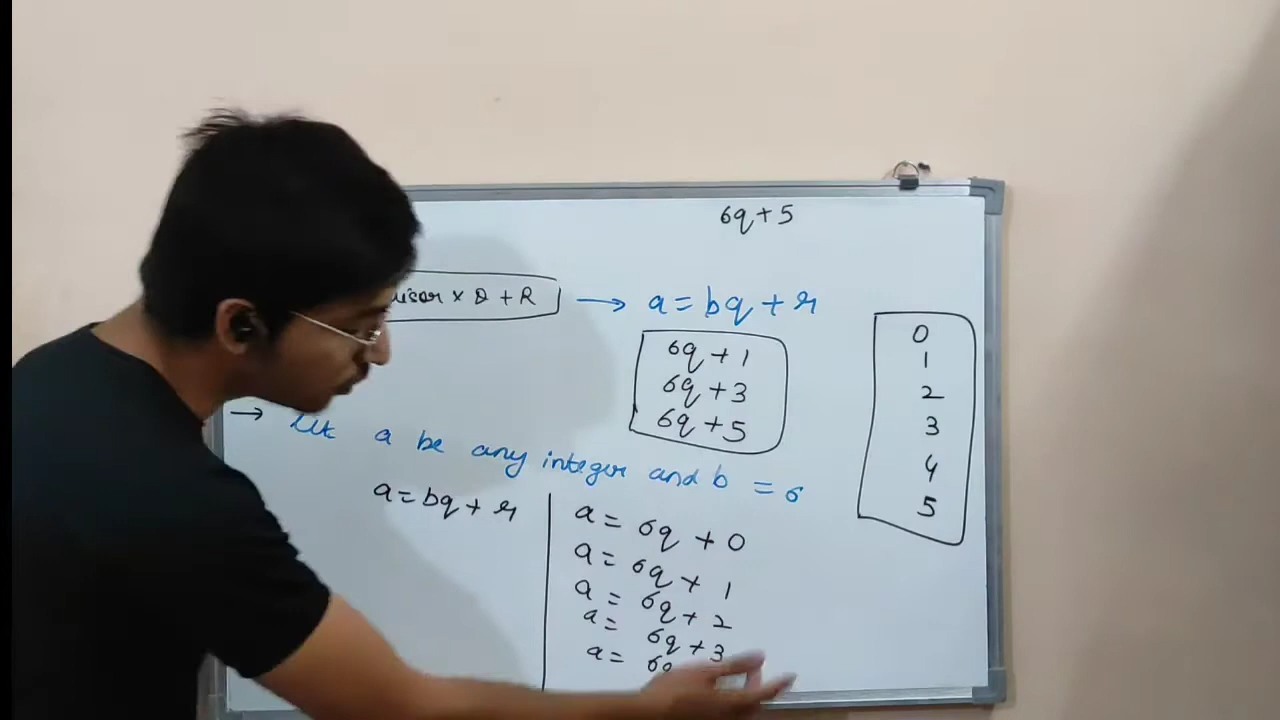 6q + 5
× Q + R → a = bq + r
6q + 1
6q + 3
6q + 5
0
1
2
3
4
5
→ Let a be any integer and b = 6
a = bq + r
a = 6q + 0
a = 6q + 1
a = 6q + 2
a = 6q + 3
a = 6q